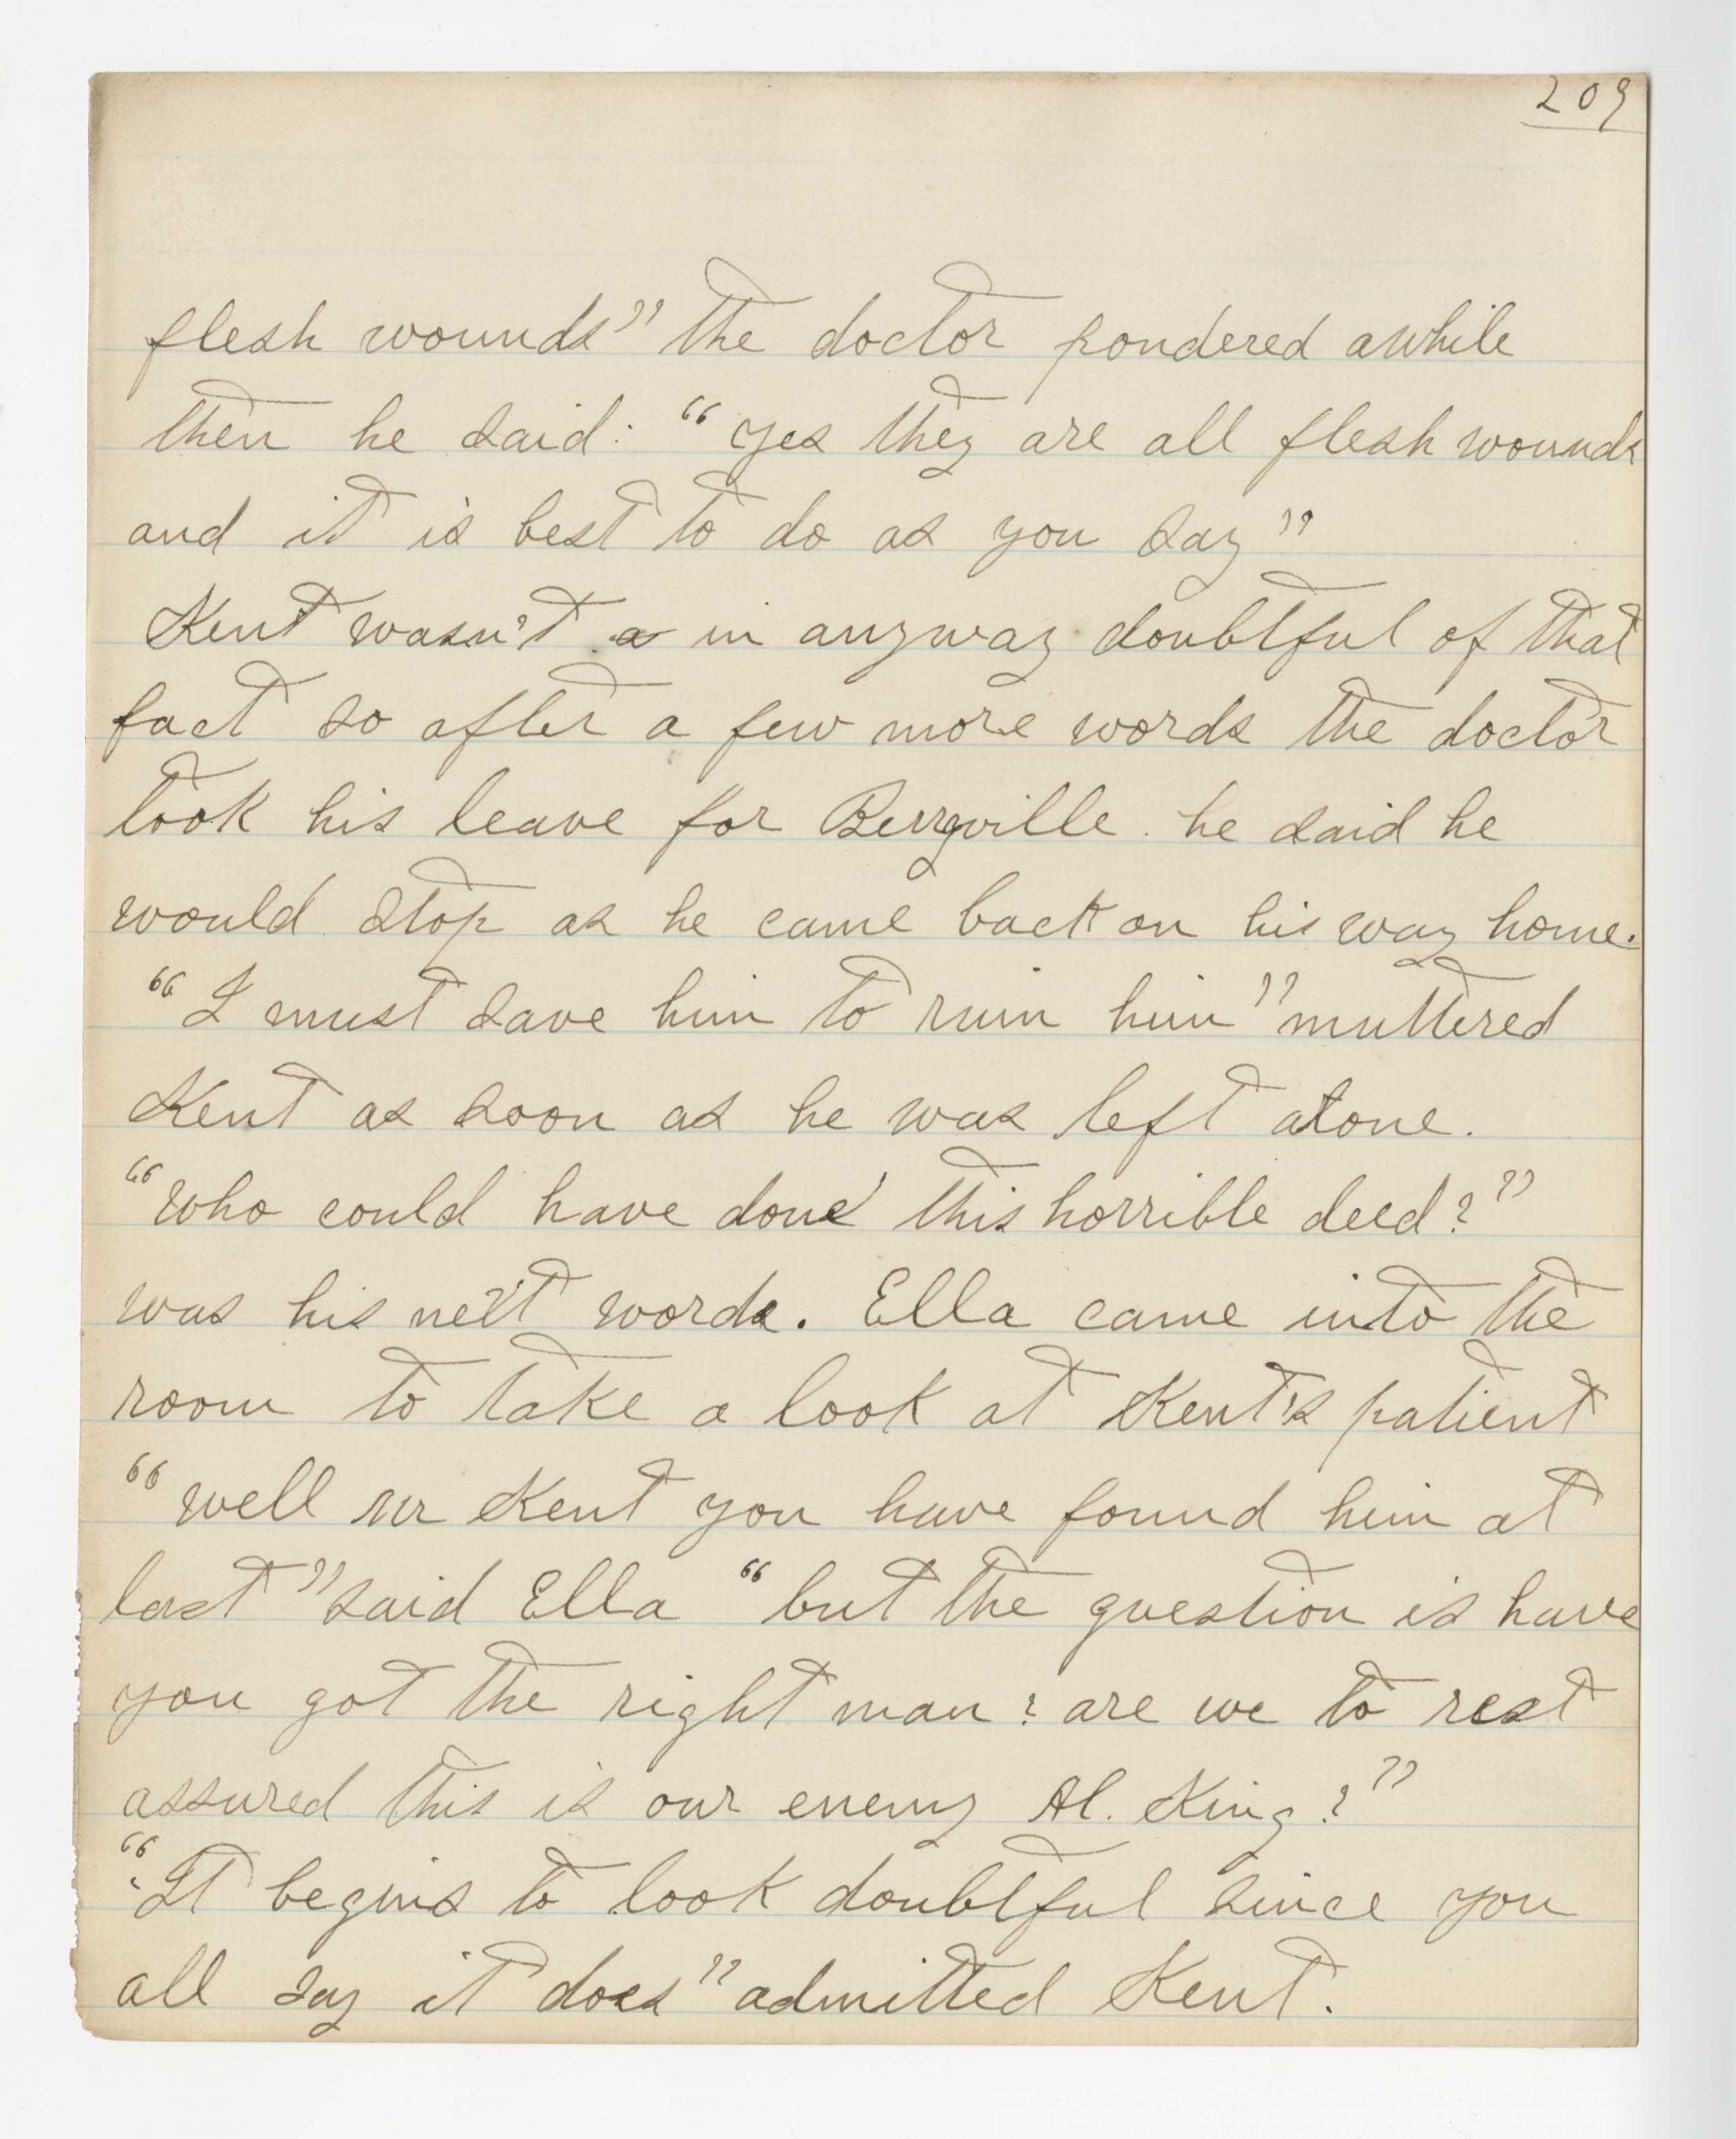 209
flesh wounds" the doctor pondered awhile
then he said: "yes they are all flesh wounds
and it is best to do as you say"
Kent wasn't a in anyway doubtful of that
fact so after a few more words the doctor
took his leave for Berryville. he said he
would stop as he came back on his way home.
"I must save him to ruin him" muttered
Kent as soon as he was left alone.
"who could have done this horrible deed?"
was his next words. Ella came into the
room to take a look at Kent's patient
"well Mr Kent you have found him at
last" said Ella "but the question is have
you got the right man? are we to rest
assured this is our enemy Al. King?"
"It begins to look doubtful since you
all say it does" admitted Kent.